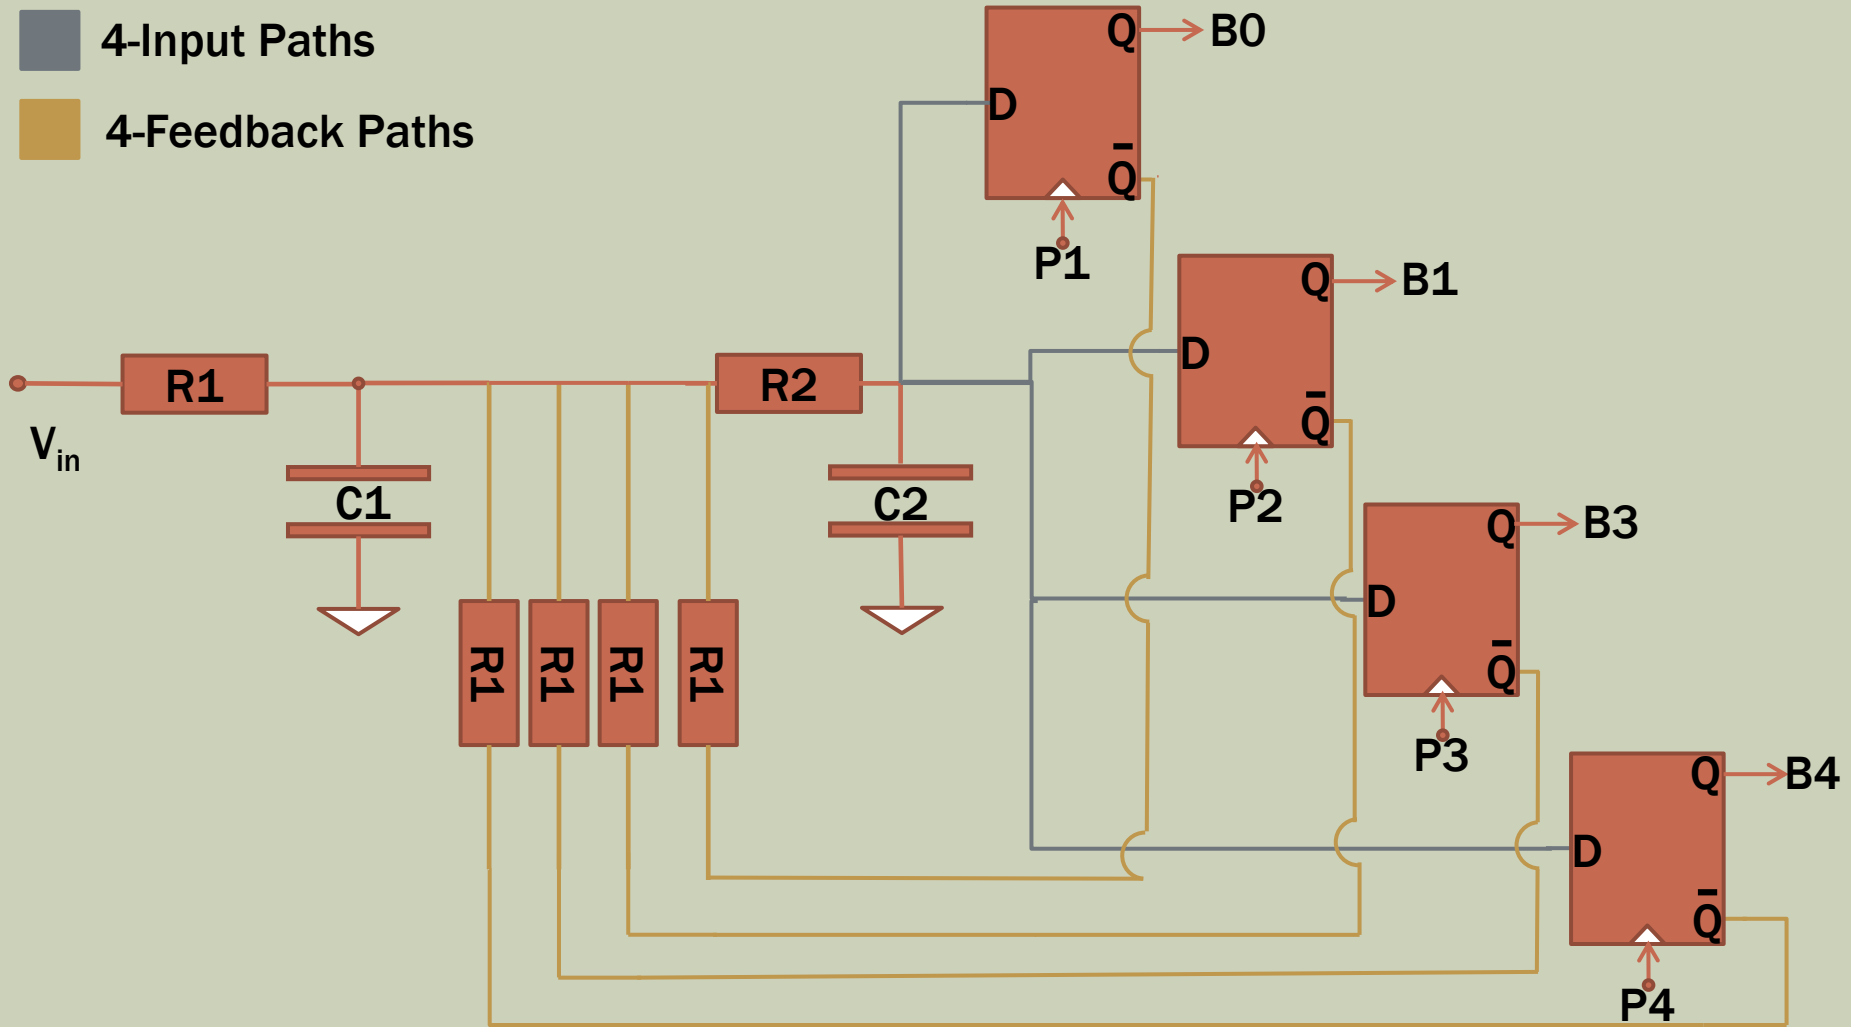 4-Input Paths
4-Feedback Paths
Q
B0
D
Q̅
P1
Q
B1
D
Q̅
P2
R1
R2
Vin
C1
C2
Q
B3
D
Q̅
P3
R1
R1
R1
R1
Q
B4
D
Q̅
P4